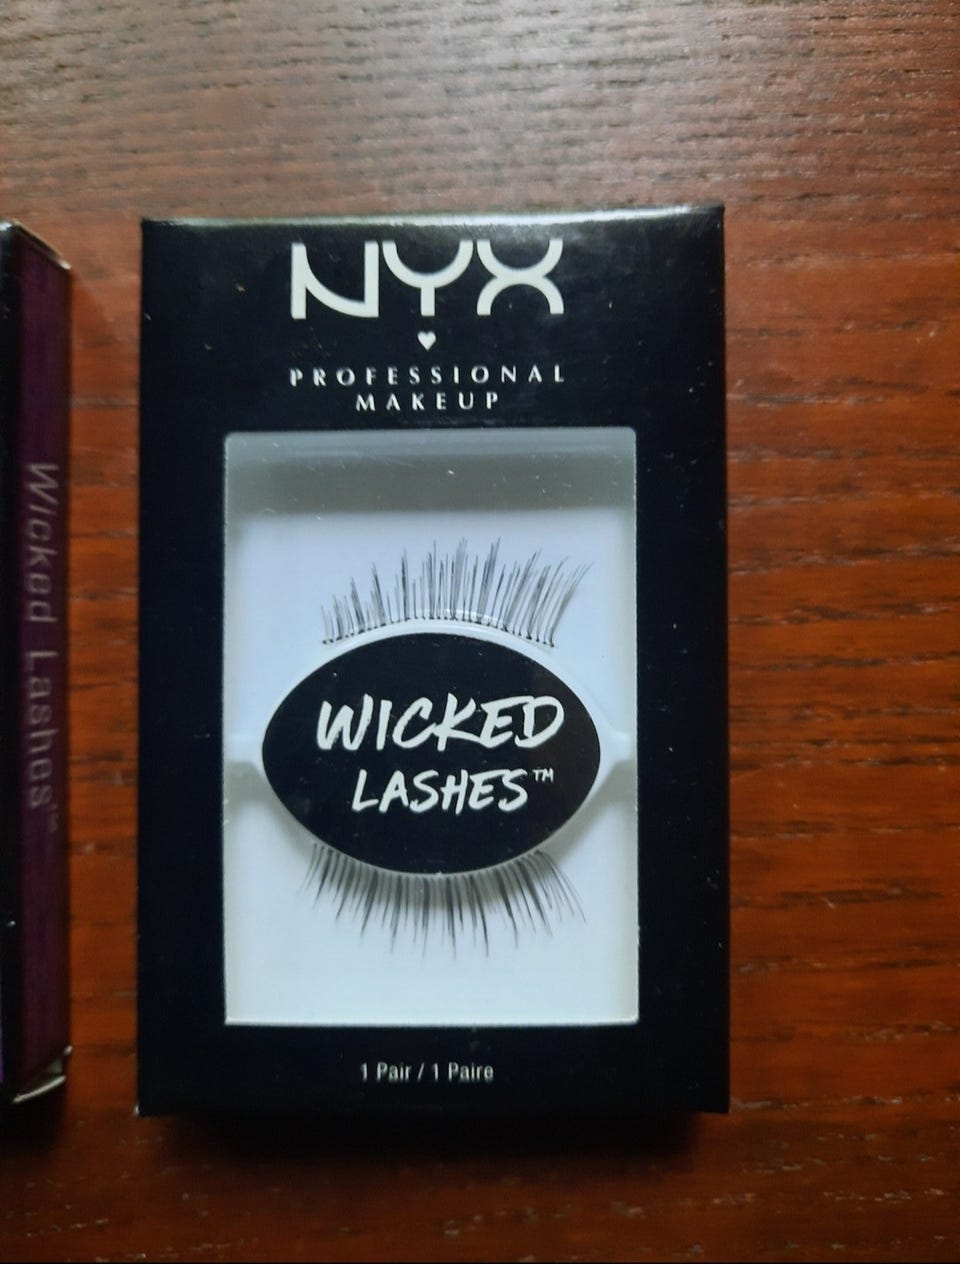 NYX
PROFESSIONAL
MAKEUP
WICKED
LASHES™
1 Pair / 1 Paire
Wicked Lashes™